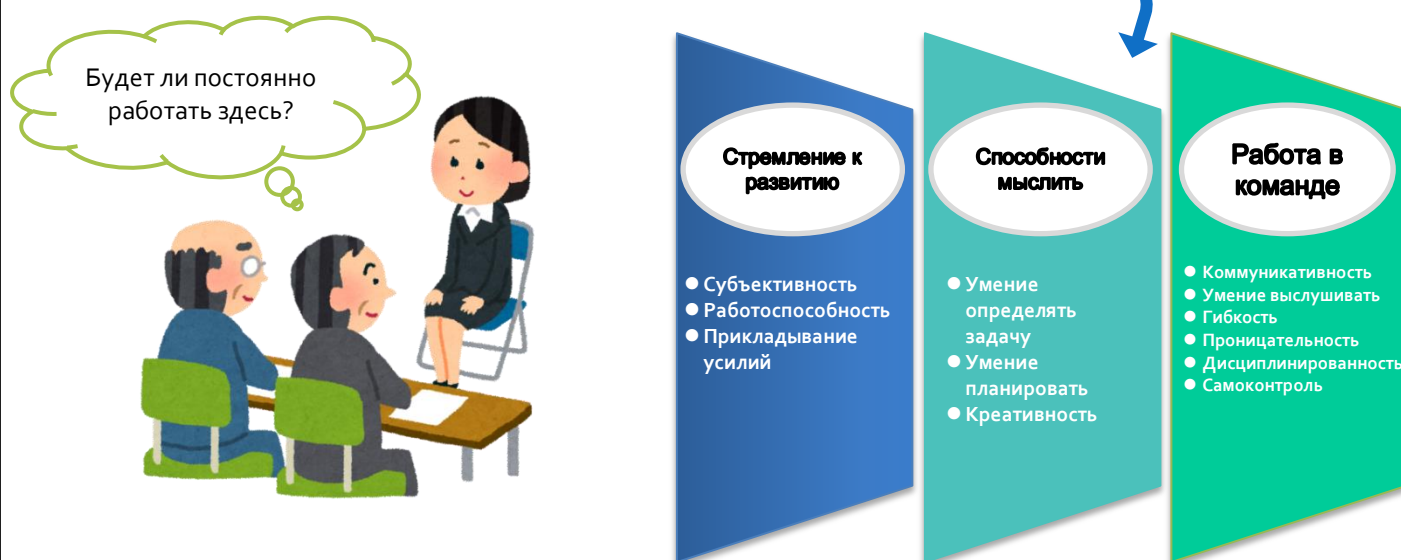 Будет ли постоянно
работать здесь?
Стремление к
развитию
● Субъективность
● Работоспособность
● Прикладывание
усилий
Способности
мыслить
● Умение
определять
задачу
● Умение
планировать
● Креативность
Работа в
команде
● Коммуникативность
● Умение выслушивать
● Гибкость
● Проницательность
● Дисциплинированность
● Самоконтроль